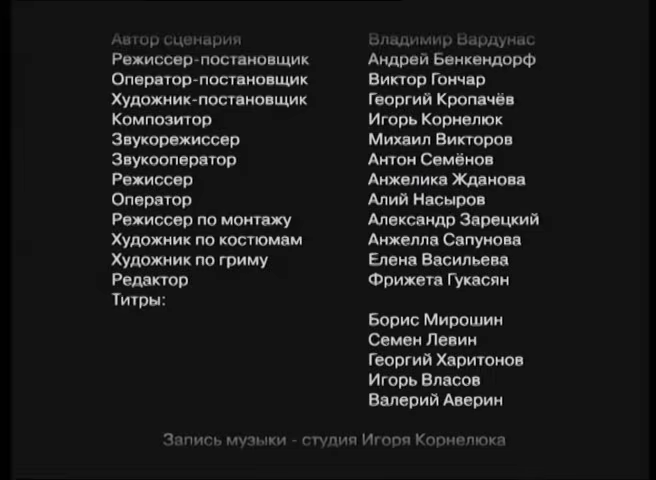 Автор сценария Владимир Вардунас
Режиссер-постановщик Андрей Бенкендорф
Оператор-постановщик Виктор Гончар
Художник-постановщик Георгий Кропачёв
Композитор Игорь Корнелюк
Звукорежиссер Михаил Викторов
Звукооператор Антон Семёнов
Режиссер Анжелика Жданова
Оператор Алий Насыров
Режиссер по монтажу Александр Зарецкий
Художник по костюмам Анжелла Сапунова
Художник по гриму Елена Васильева
Редактор Фрижета Гукасян
Титры:
Борис Мирошин
Семен Левин
Георгий Харитонов
Игорь Власов
Валерий Аверин
Запись музыки - студия Игоря Корнелюка